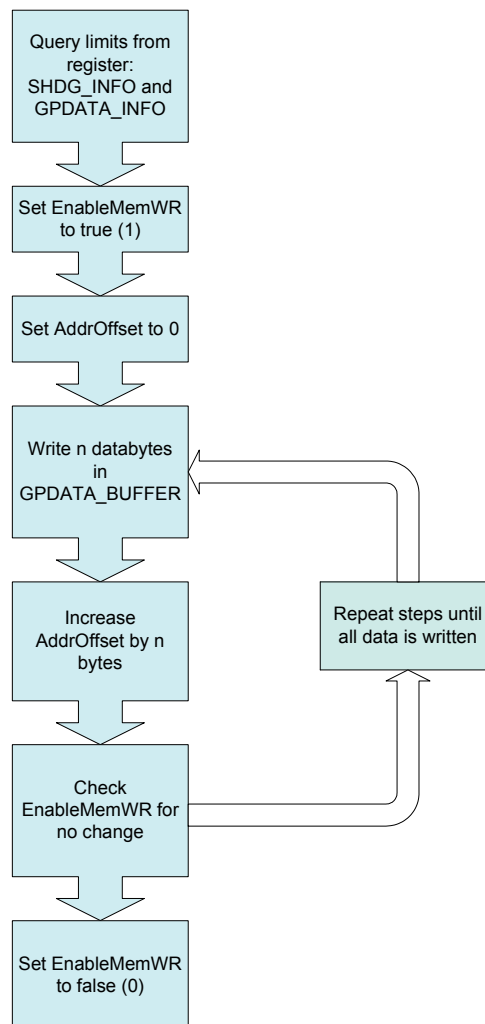 Query limits from
register:
SHDG_INFO and
GPDATA_INFO
Set EnableMemWR
to true (1)
Set AddrOffset to 0
Write n databytes
in
GPDATA_BUFFER
Increase
AddrOffset by n
bytes
Repeat steps until
all data is written
Check
EnableMemWR for
no change
Set EnableMemWR
to false (0)